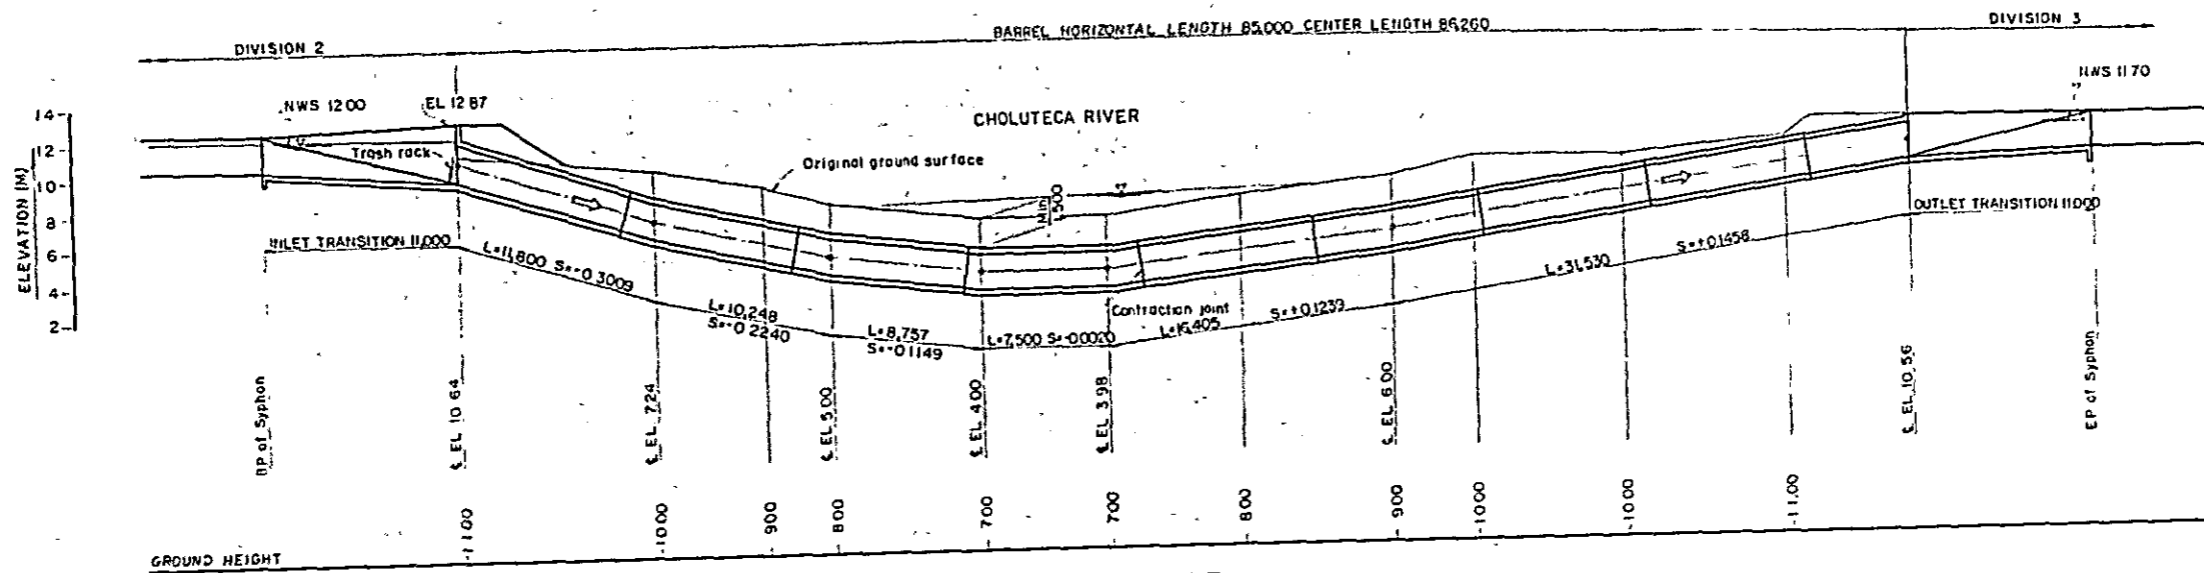 BARREL HORIZONTAL LENGTH 85,000 CENTER LENGTH 86,260
DIVISION 2
DIVISION 3
NWS 12.00
EL 12.87
NWS 11.70
CHOLUTECA RIVER
Trash rack
Original ground surface
Min
1,500
ELEVATION (M)
14
12
10
8
6
4
2
INLET TRANSITION 11,000
OUTLET TRANSITION 11,000
L=11,800 S=-0.3009
L=10,248
S=-0.2240
L=8,757
S=-0.1149
L=7,500 S=-0.0020
Contraction joint
L=16,405
S=+0.1239
L=31,530
S=+0.1458
BP of Syphon
℄ EL 10.64
℄ EL 7.24
℄ EL 5.00
℄ EL 4.00
℄ EL 3.98
℄ EL 6.00
℄ EL 10.56
EP of Syphon
GROUND HEIGHT
11.00
10.00
9.00
8.00
7.00
7.00
8.00
9.00
10.00
10.00
11.00